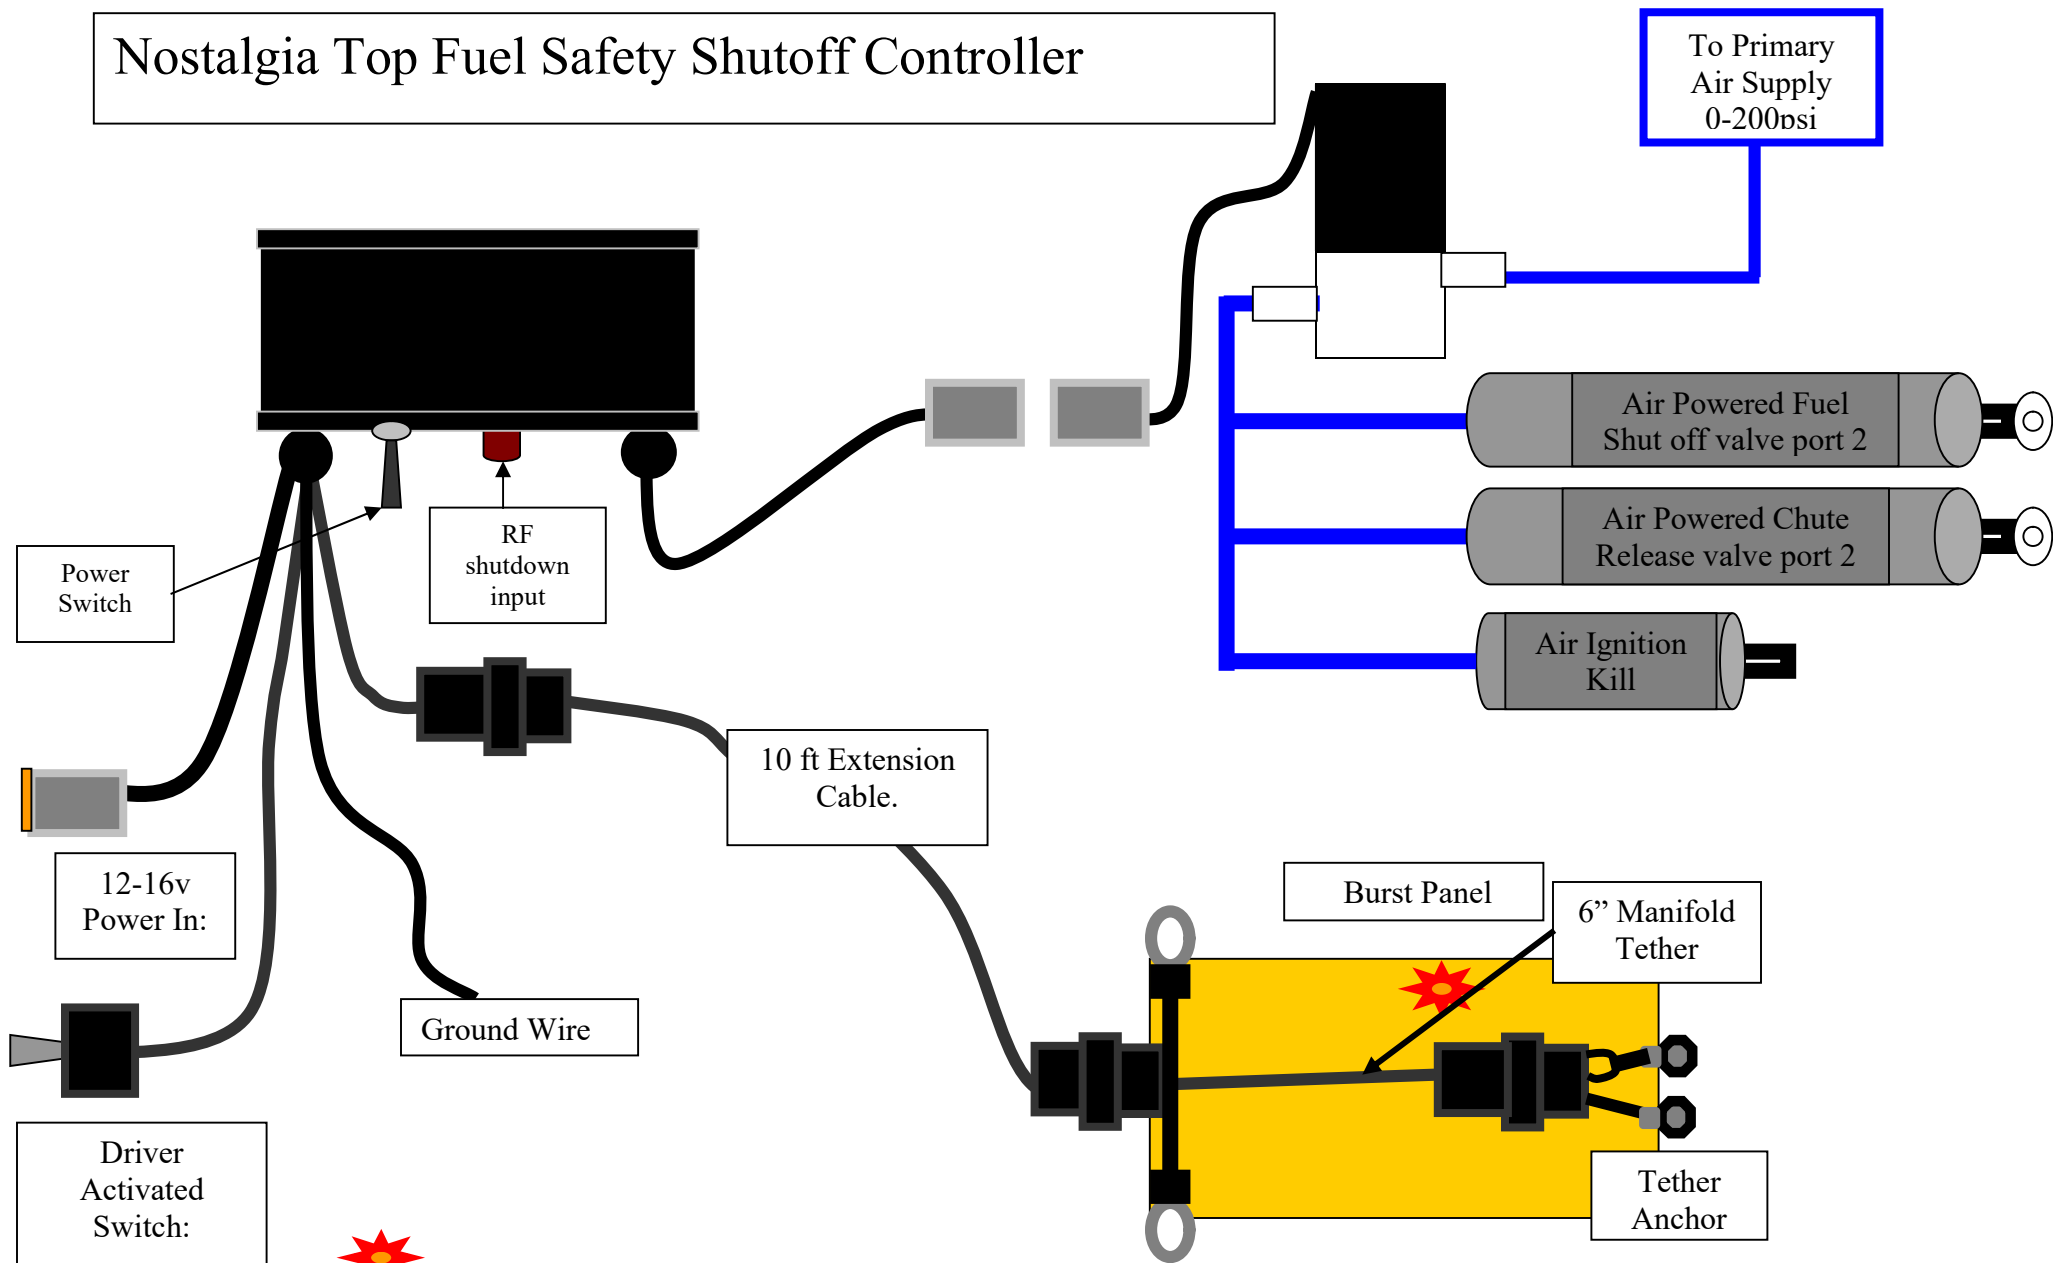 Nostalgia Top Fuel Safety Shutoff Controller
To Primary
Air Supply
0-200psi
Air Powered Fuel
Shut off valve port 2
Air Powered Chute
Release valve port 2
Air Ignition
Kill
RF
shutdown
input
Power
Switch
10 ft Extension
Cable.
12-16v
Power In:
Burst Panel
6” Manifold
Tether
Ground Wire
Driver
Activated
Switch:
Tether
Anchor